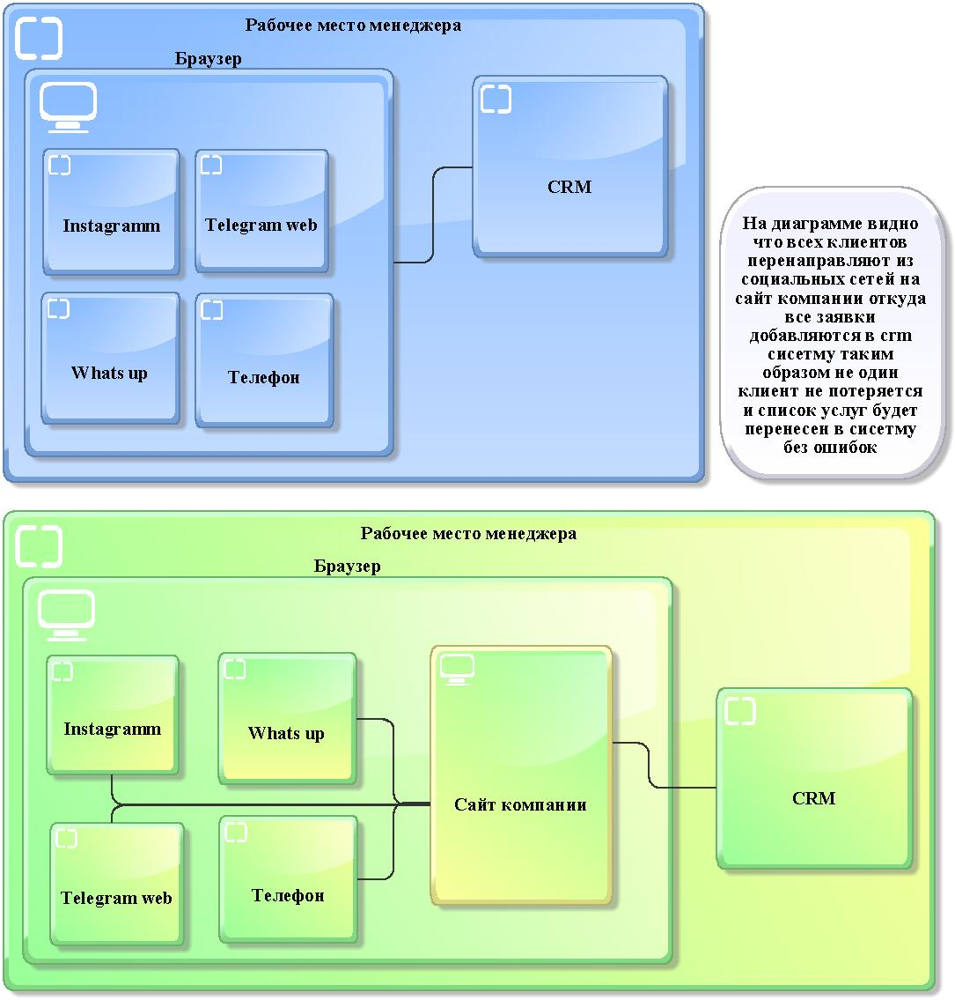 Рабочее место менеджера
Браузер
Instagramm
Telegram web
Whats up
Телефон
CRM
На диаграмме видно
что всех клиентов
перенаправляют из
социальных сетей на
сайт компании откуда
все заявки
добавляются в crm
сисетму таким
образом не один
клиент не потеряется
и список услуг будет
перенесен в сисетму
без ошибок
Рабочее место менеджера
Браузер
Instagramm
Whats up
Telegram web
Телефон
Сайт компании
CRM